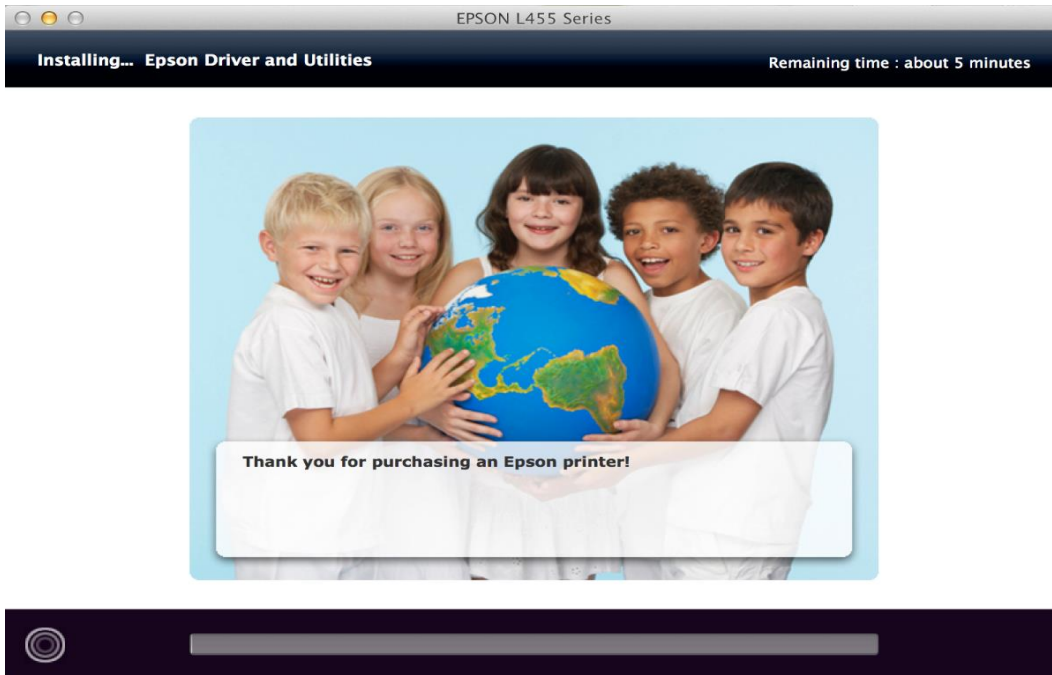 EPSON L455 Series
Installing... Epson Driver and Utilities
Remaining time : about 5 minutes
Thank you for purchasing an Epson printer!